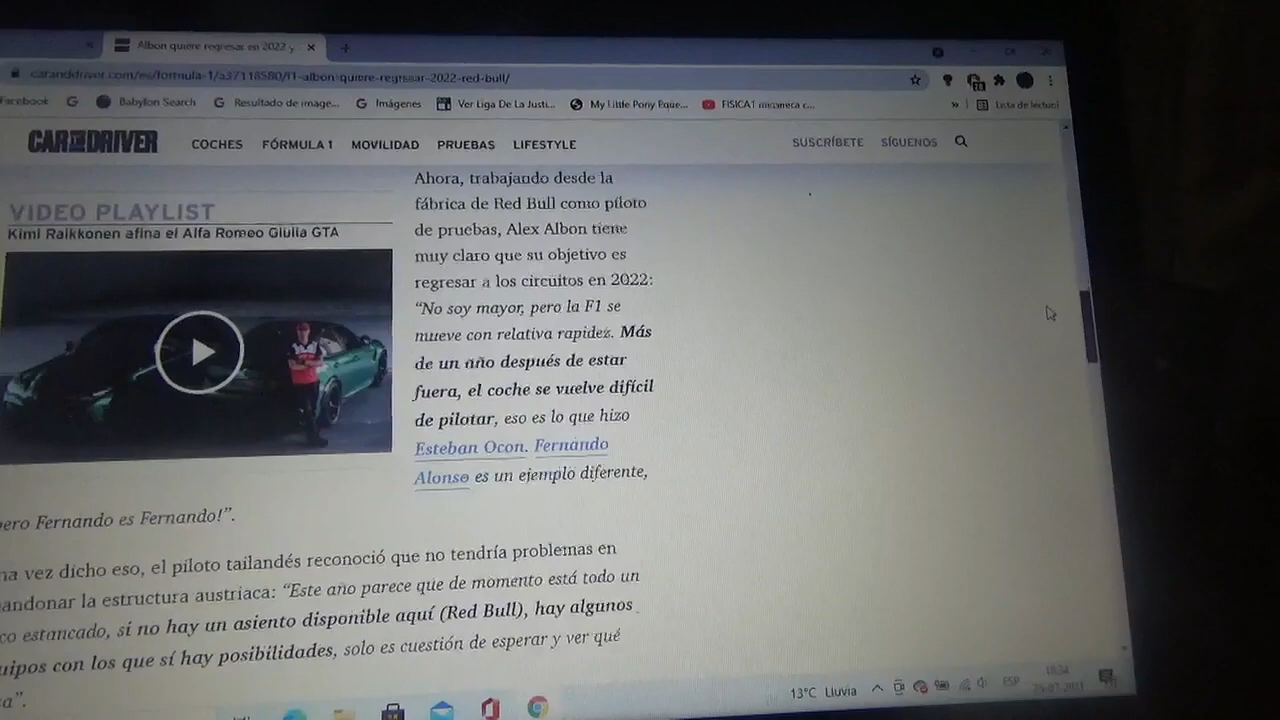 Albon quiere regresar en 2022 y
caranddriver.com/es/formula-1/a37118580/f1-albon-quiere-regresar-2022-red-bull/
Facebook
Babylon Search
Resultado de image...
Imágenes
Ver Liga De La Justi...
My Little Pony Eque...
Lista de lectura
CAR AND DRIVER
COCHES FÓRMULA 1 MOVILIDAD PRUEBAS LIFESTYLE
SUSCRÍBETE SÍGUENOS
VIDEO PLAYLIST
Kimi Raikkonen afina el Alfa Romeo Giulia GTA
Ahora, trabajando desde la
fábrica de Red Bull como piloto
de pruebas, Alex Albon tiene
muy claro que su objetivo es
regresar a los circuitos en 2022:
“No soy mayor, pero la F1 se
mueve con relativa rapidez. Más
de un año después de estar
fuera, el coche se vuelve difícil
de pilotar, eso es lo que hizo
Esteban Ocon. Fernando
Alonso es un ejemplo diferente,
pero Fernando es Fernando!”.
na vez dicho eso, el piloto tailandés reconoció que no tendría problemas en
andonar la estructura austriaca: “Este año parece que de momento está todo un
co estancado, si no hay un asiento disponible aquí (Red Bull), hay algunos
uipos con los que sí hay posibilidades, solo es cuestión de esperar y ver qué
sa”.
13°C Lluvia
ESP